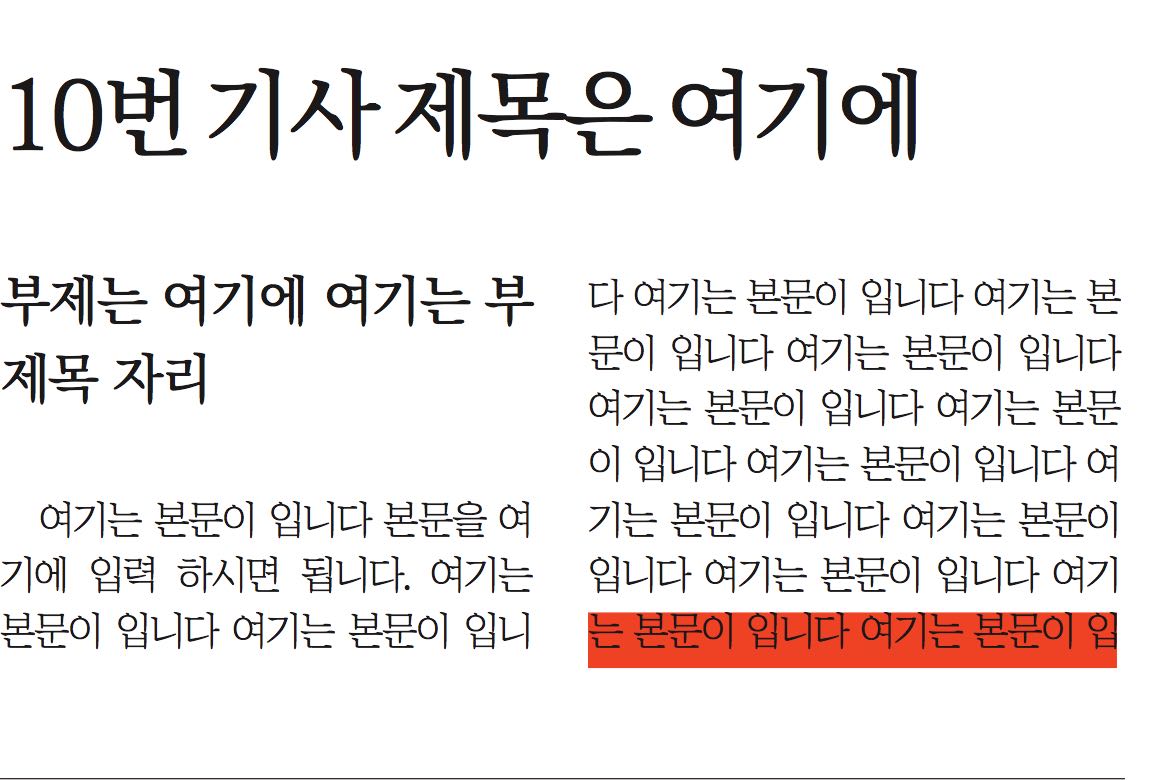 10번 기사 제목은 여기에
부제는 여기에 여기는 부
제목 자리
여기는 본문이 입니다 본문을 여
기에 입력 하시면 됩니다. 여기는
본문이 입니다 여기는 본문이 입니
다 여기는 본문이 입니다 여기는 본
문이 입니다 여기는 본문이 입니다
여기는 본문이 입니다 여기는 본문
이 입니다 여기는 본문이 입니다 여
기는 본문이 입니다 여기는 본문이
입니다 여기는 본문이 입니다 여기
는 본문이 입니다 여기는 본문이 입